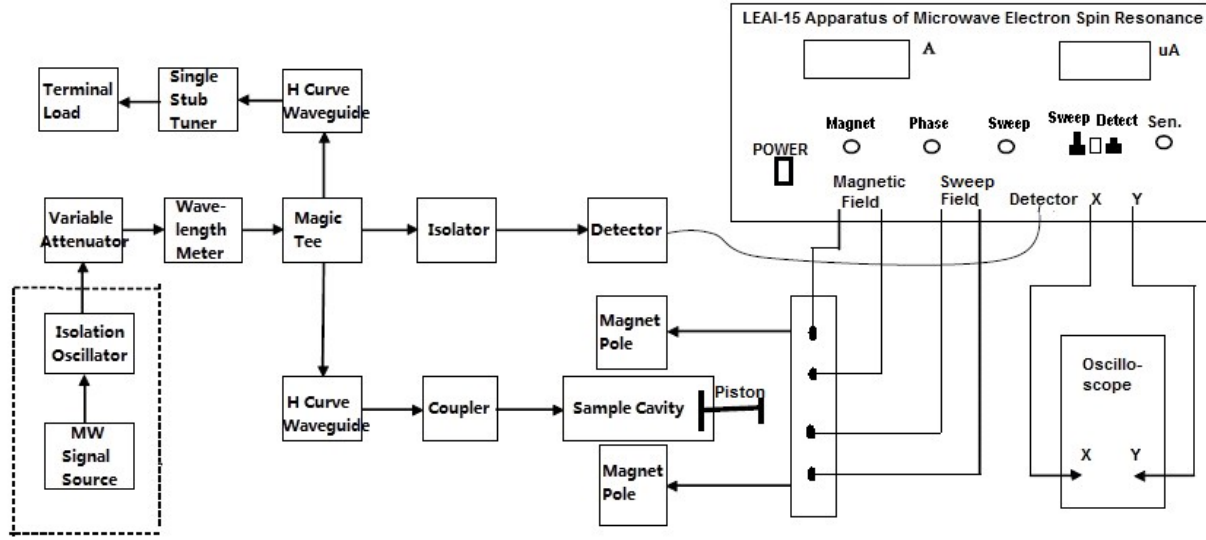 LEAI-15 Apparatus of Microwave Electron Spin Resonance
A
uA
Magnet
Phase
Sweep
Sweep Detect
Sen.
POWER
Magnetic
Field
Sweep
Field
Detector
X
Y
Terminal
Load
Single
Stub
Tuner
H Curve
Waveguide
Variable
Attenuator
Wave-
length
Meter
Magic
Tee
Isolator
Detector
Isolation
Oscillator
MW
Signal
Source
H Curve
Waveguide
Coupler
Sample Cavity
Piston
Magnet
Pole
Magnet
Pole
Oscillo-
scope
X
Y